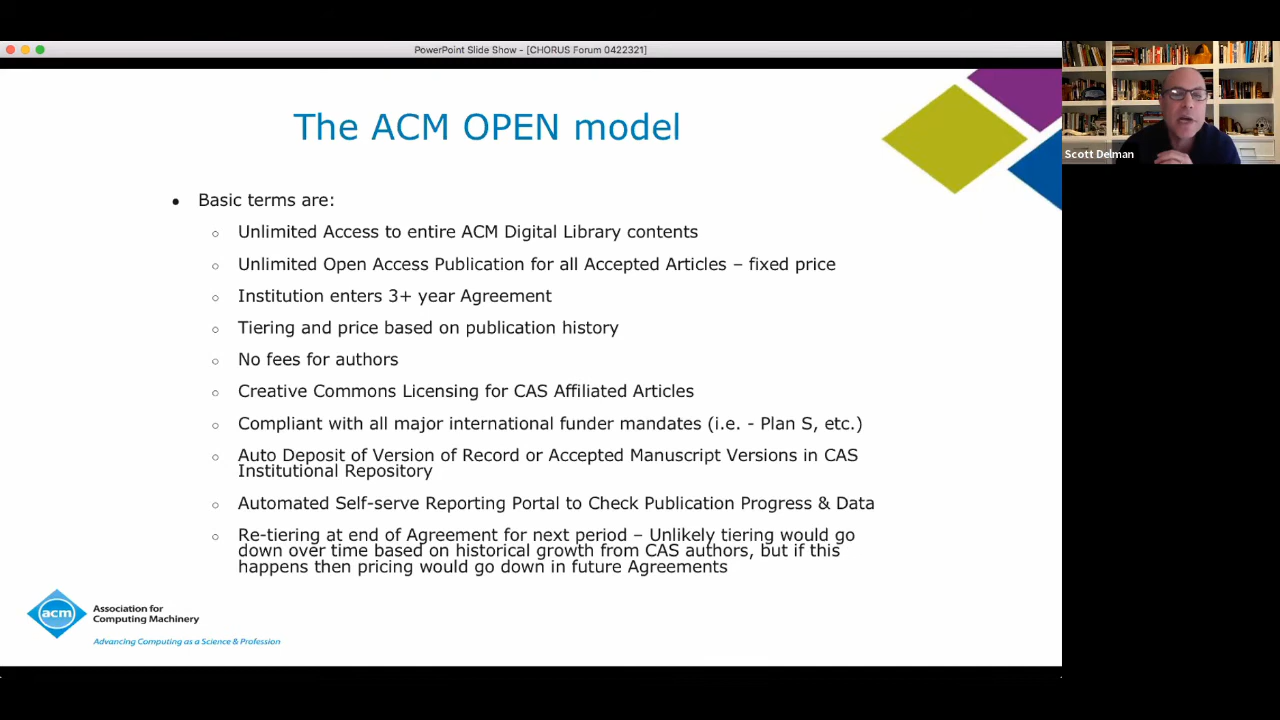 PowerPoint Slide Show - [CHORUS Forum 0422321]
The ACM OPEN model
Scott Delman
• Basic terms are:
○ Unlimited Access to entire ACM Digital Library contents
○ Unlimited Open Access Publication for all Accepted Articles – fixed price
○ Institution enters 3+ year Agreement
○ Tiering and price based on publication history
○ No fees for authors
○ Creative Commons Licensing for CAS Affiliated Articles
○ Compliant with all major international funder mandates (i.e. - Plan S, etc.)
○ Auto Deposit of Version of Record or Accepted Manuscript Versions in CAS
Institutional Repository
○ Automated Self-serve Reporting Portal to Check Publication Progress & Data
○ Re-tiering at end of Agreement for next period – Unlikely tiering would go
down over time based on historical growth from CAS authors, but if this
happens then pricing would go down in future Agreements
acm
Association for
Computing Machinery
Advancing Computing as a Science & Profession